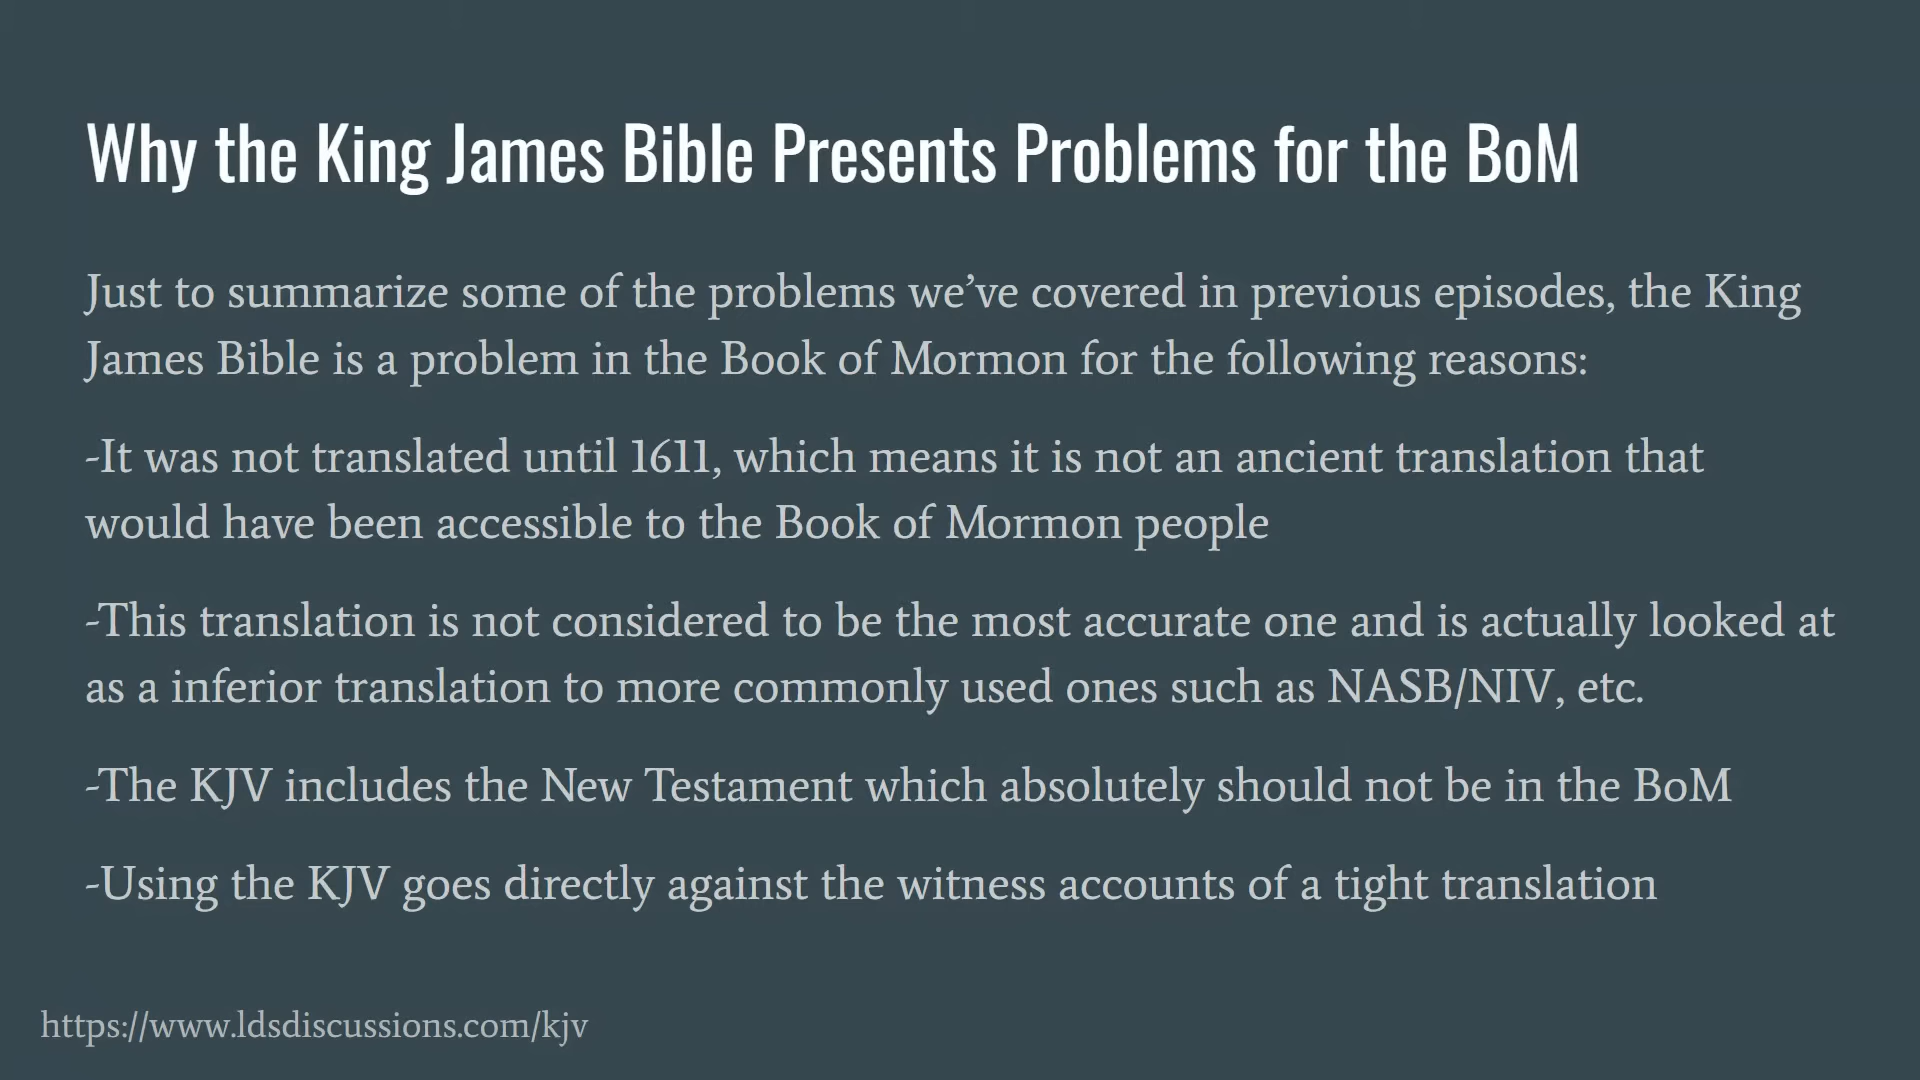 Why the King James Bible Presents Problems for the BoM
Just to summarize some of the problems we’ve covered in previous episodes, the King
James Bible is a problem in the Book of Mormon for the following reasons:
-It was not translated until 1611, which means it is not an ancient translation that
would have been accessible to the Book of Mormon people
-This translation is not considered to be the most accurate one and is actually looked at
as a inferior translation to more commonly used ones such as NASB/NIV, etc.
-The KJV includes the New Testament which absolutely should not be in the BoM
-Using the KJV goes directly against the witness accounts of a tight translation
https://www.ldsdiscussions.com/kjv